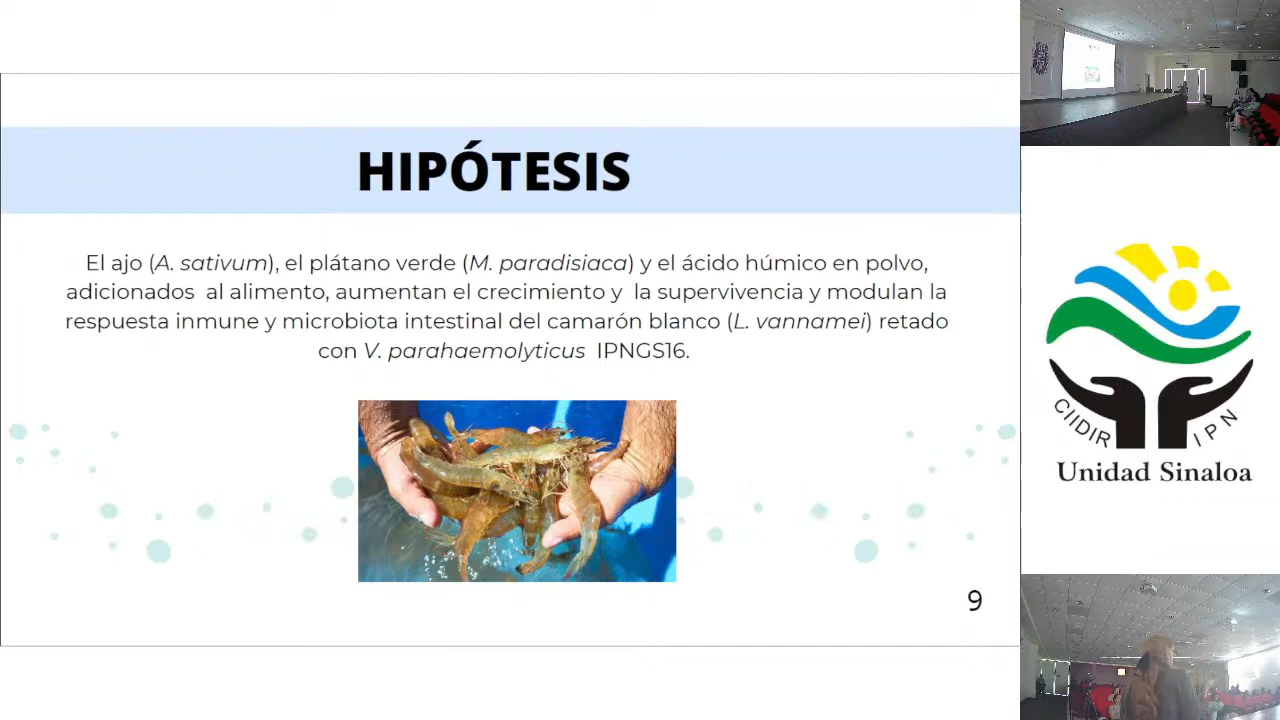 HIPÓTESIS
El ajo (A. sativum), el plátano verde (M. paradisiaca) y el ácido húmico en polvo,
adicionados al alimento, aumentan el crecimiento y la supervivencia y modulan la
respuesta inmune y microbiota intestinal del camarón blanco (L. vannamei) retado
con V. parahaemolyticus IPNGS16.
9
CIIDIR IPN
Unidad Sinaloa